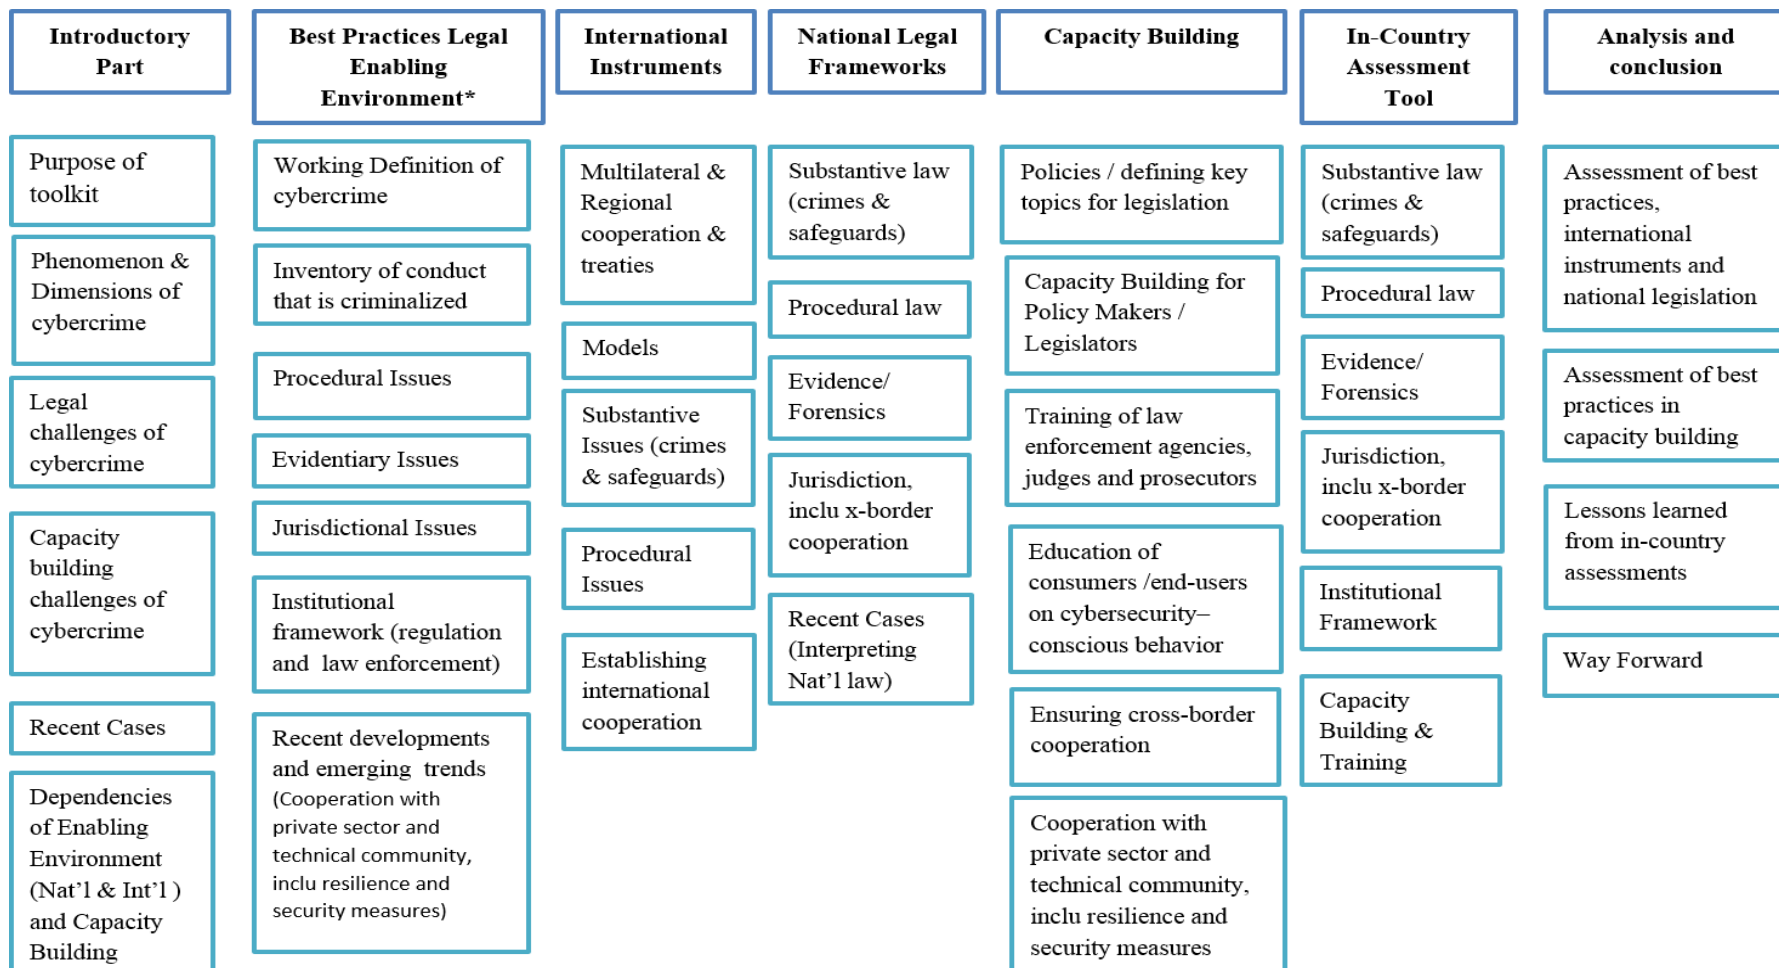 Introductory
Part
Purpose of
toolkit
Phenomenon &
Dimensions of
cybercrime
Legal
challenges of
cybercrime
Capacity
building
challenges of
cybercrime
Recent Cases
Dependencies
of Enabling
Environment
(Nat’l & Int’l )
and Capacity
Building
Best Practices Legal
Enabling
Environment*
Working Definition of
cybercrime
Inventory of conduct
that is criminalized
Procedural Issues
Evidentiary Issues
Jurisdictional Issues
Institutional
framework (regulation
and law enforcement)
Recent developments
and emerging trends
(Cooperation with
private sector and
technical community,
inclu resilience and
security measures)
International
Instruments
Multilateral &
Regional
cooperation &
treaties
Models
Substantive
Issues (crimes
& safeguards)
Procedural
Issues
Establishing
international
cooperation
National Legal
Frameworks
Substantive law
(crimes &
safeguards)
Procedural law
Evidence/
Forensics
Jurisdiction,
inclu x-border
cooperation
Recent Cases
(Interpreting
Nat’l law)
Capacity Building
Policies / defining key
topics for legislation
Capacity Building for
Policy Makers /
Legislators
Training of law
enforcement agencies,
judges and prosecutors
Education of
consumers /end-users
on cybersecurity–
conscious behavior
Ensuring cross-border
cooperation
Cooperation with
private sector and
technical community,
inclu resilience and
security measures
In-Country
Assessment
Tool
Substantive law
(crimes &
safeguards)
Procedural law
Evidence/
Forensics
Jurisdiction,
inclu x-border
cooperation
Institutional
Framework
Capacity
Building &
Training
Analysis and
conclusion
Assessment of best
practices,
international
instruments and
national legislation
Assessment of best
practices in
capacity building
Lessons learned
from in-country
assessments
Way Forward